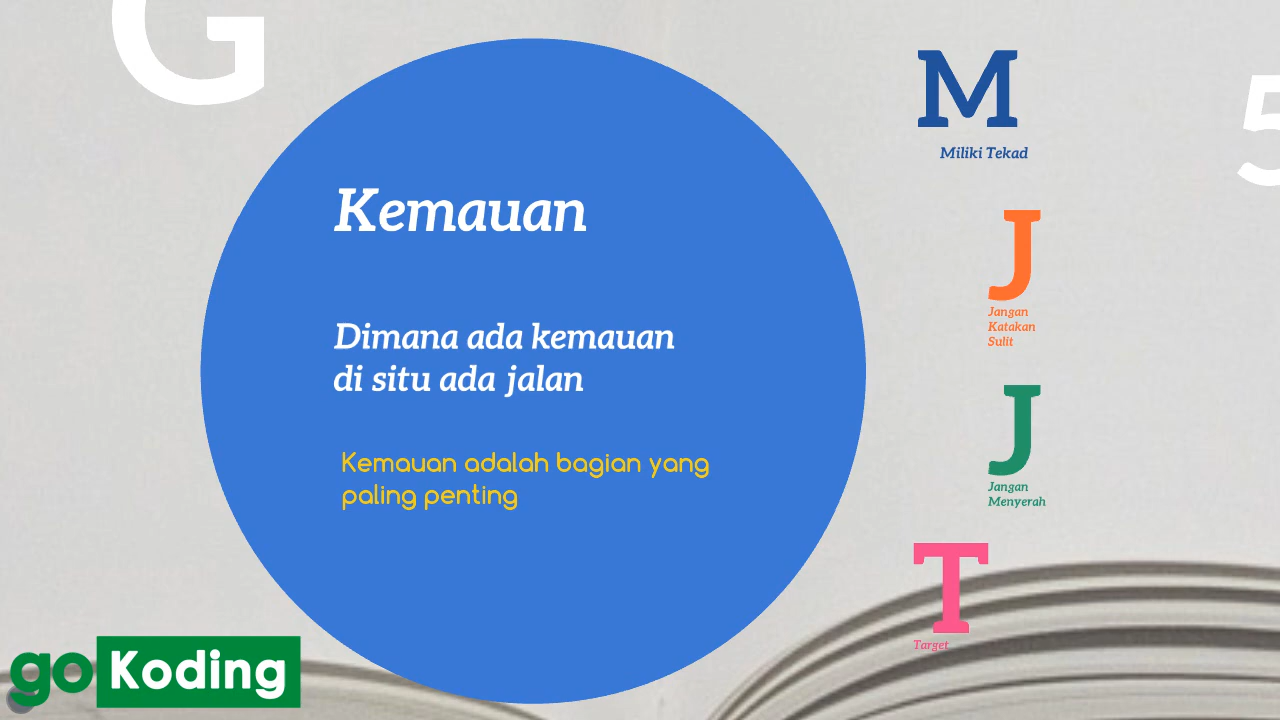 G
5
Kemauan
Dimana ada kemauan
di situ ada jalan
Kemauan adalah bagian yang
paling penting
M
Miliki Tekad
J
Jangan
Katakan
Sulit
J
Jangan
Menyerah
T
Target
go Koding